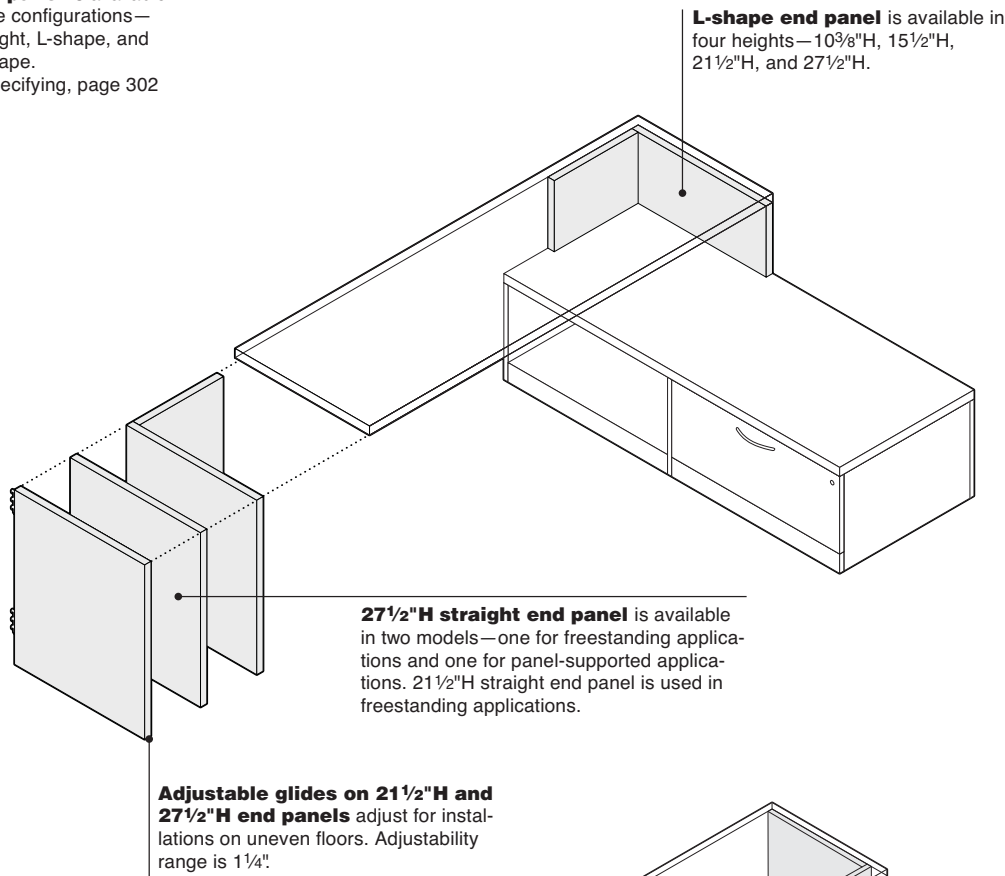 e configurations—
ght, L-shape, and
ape.
ecifying, page 302
L-shape end panel is available in
four heights—10⅜"H, 15½"H,
21½"H, and 27½"H.
27½"H straight end panel is available
in two models—one for freestanding applica-
tions and one for panel-supported applica-
tions. 21½"H straight end panel is used in
freestanding applications.
Adjustable glides on 21½"H and
27½"H end panels adjust for instal-
lations on uneven floors. Adjustability
range is 1¼".